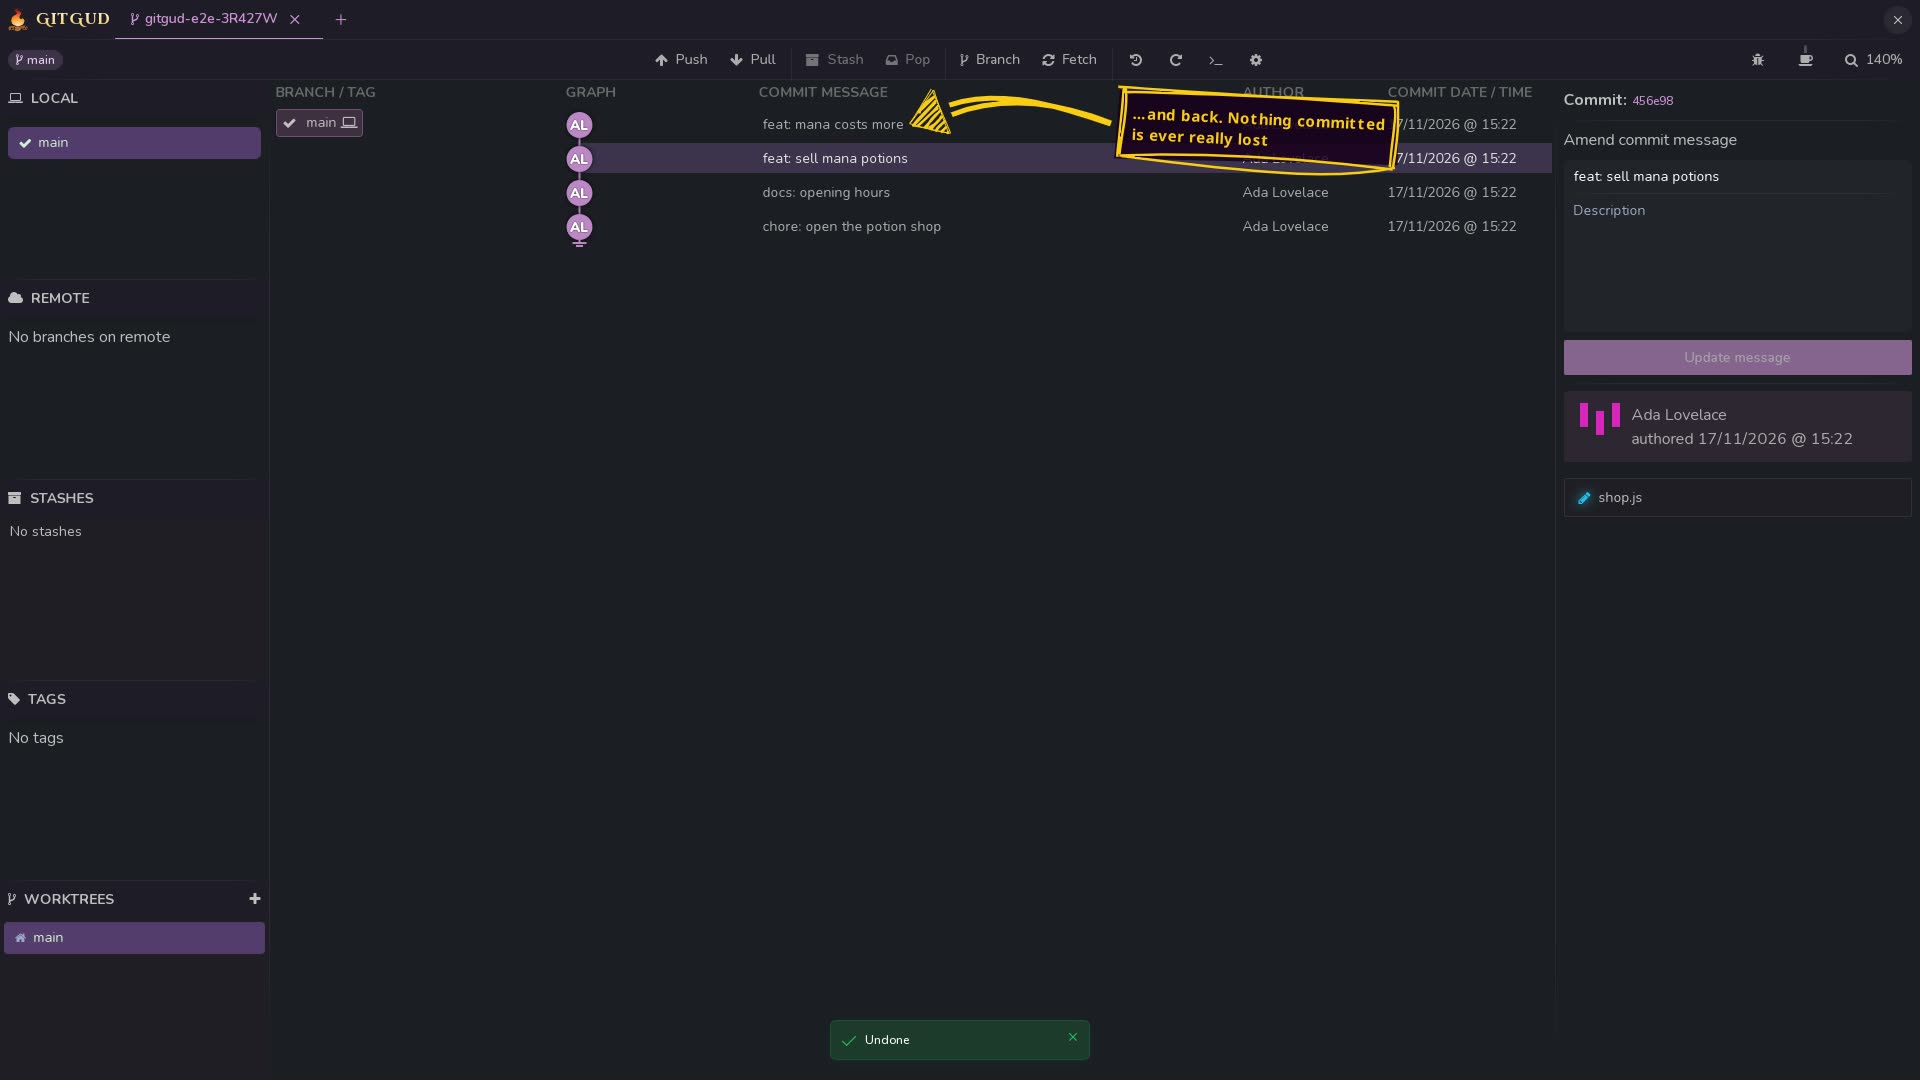 GITGUD
gitgud-e2e-3R427W
main
Push
Pull
Stash
Pop
Branch
Fetch
140%
LOCAL
main
REMOTE
No branches on remote
STASHES
No stashes
TAGS
No tags
WORKTREES
main
BRANCH / TAG GRAPH COMMIT MESSAGE AUTHOR COMMIT DATE / TIME
main AL feat: mana costs more 7/11/2026 @ 15:22
AL feat: sell mana potions 7/11/2026 @ 15:22
AL docs: opening hours Ada Lovelace 17/11/2026 @ 15:22
AL chore: open the potion shop Ada Lovelace 17/11/2026 @ 15:22
...and back. Nothing committed
is ever really lost
Commit: 456e98
Amend commit message
feat: sell mana potions
Description
Update message
Ada Lovelace
authored 17/11/2026 @ 15:22
shop.js
Undone